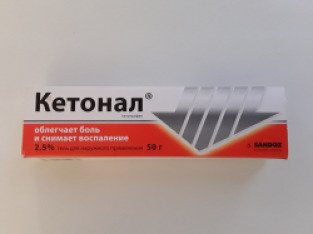 Кетонал®
облегчает боль
и снимает воспаление
2,5% гель для наружного применения 50 г
SANDOZ